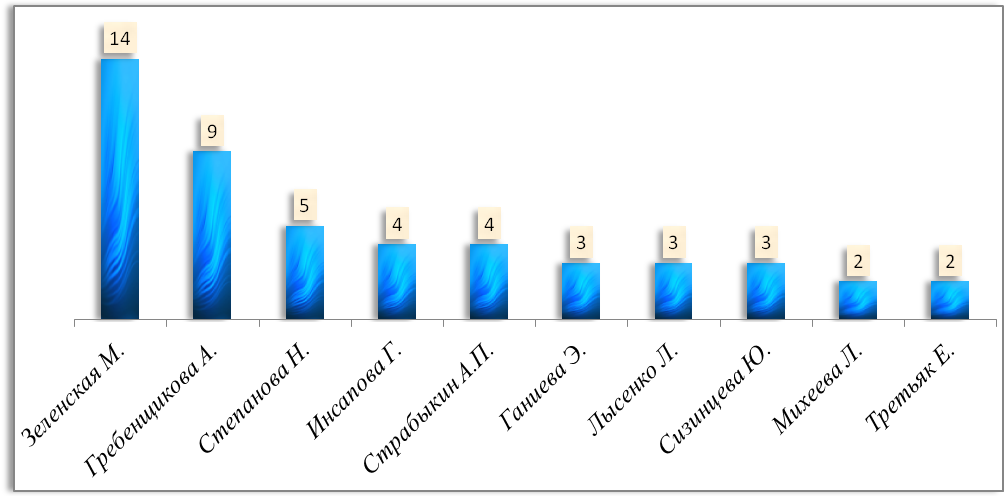 14
9
5
4
4
3
3
3
2
2
Зеленская М.
Гребенщикова А.
Степанова Н.
Инсапова Г.
Страбыкин А.П.
Ганиева Э.
Лысенко Л.
Сизинцева Ю.
Михеева Л.
Третьяк Е.